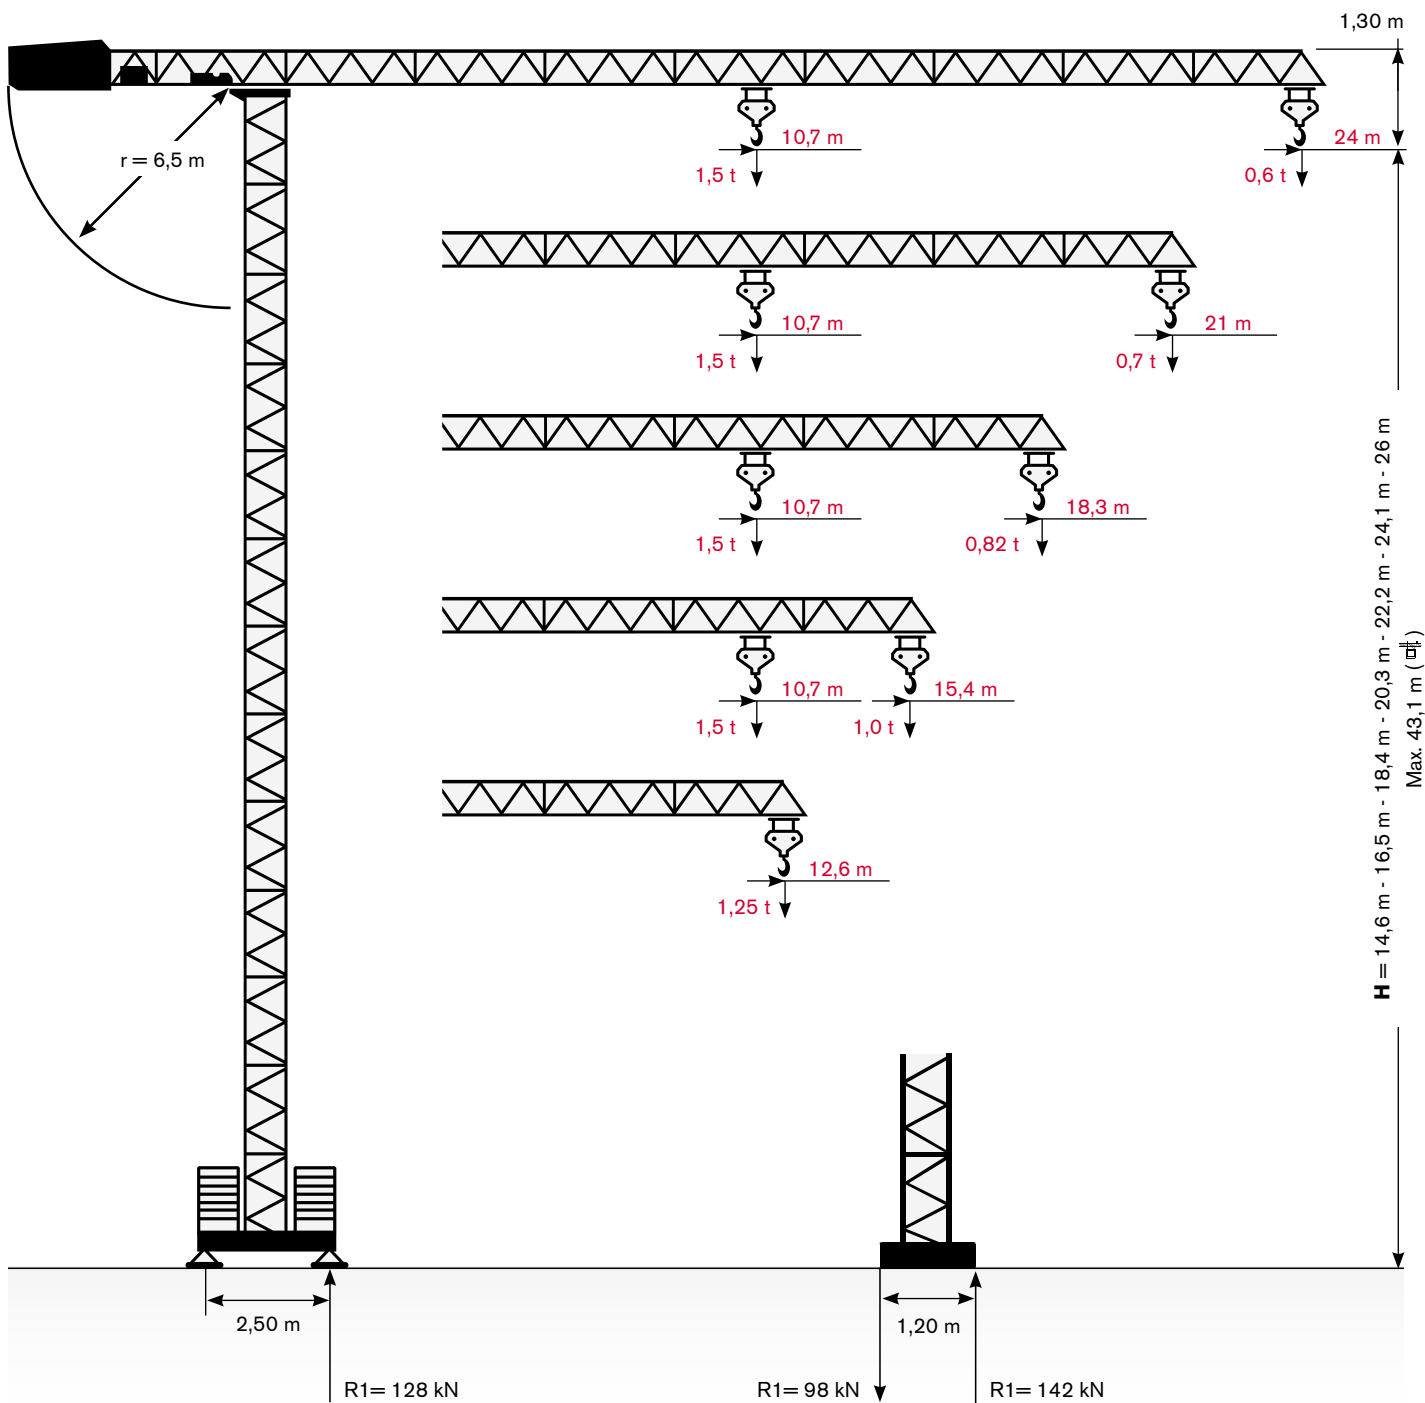 1,30 m
r = 6,5 m
10,7 m
24 m
1,5 t
0,6 t
10,7 m
21 m
1,5 t
0,7 t
10,7 m
18,3 m
1,5 t
0,82 t
10,7 m
15,4 m
1,5 t
1,0 t
12,6 m
1,25 t
H = 14,6 m - 16,5 m - 18,4 m - 20,3 m - 22,2 m - 24,1 m - 26 m
Max. 43,1 m ( )
2,50 m
1,20 m
R1= 128 kN
R1= 98 kN
R1= 142 kN